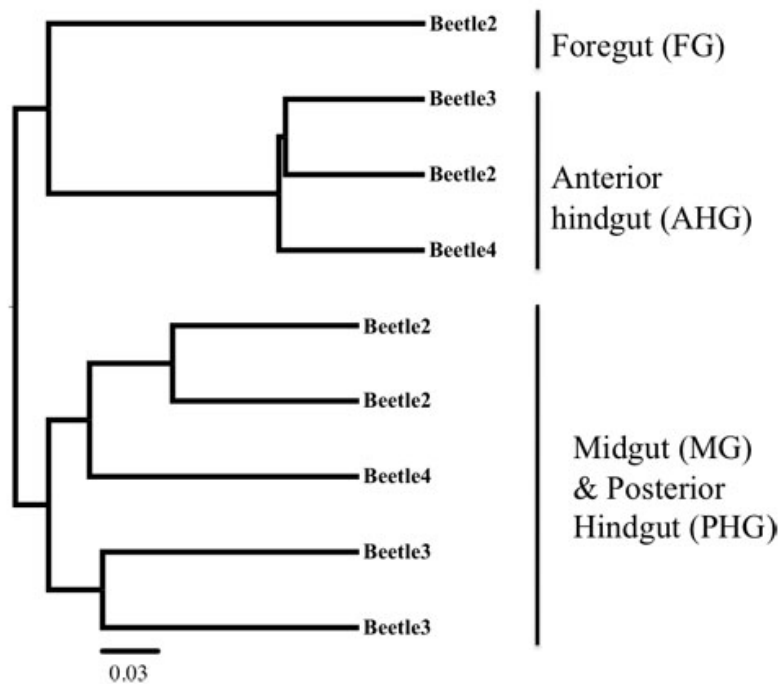 Beetle2
Foregut (FG)
Beetle3
Beetle2
Anterior
hindgut (AHG)
Beetle4
Beetle2
Beetle2
Midgut (MG)
& Posterior
Hindgut (PHG)
Beetle4
Beetle3
Beetle3
0.03